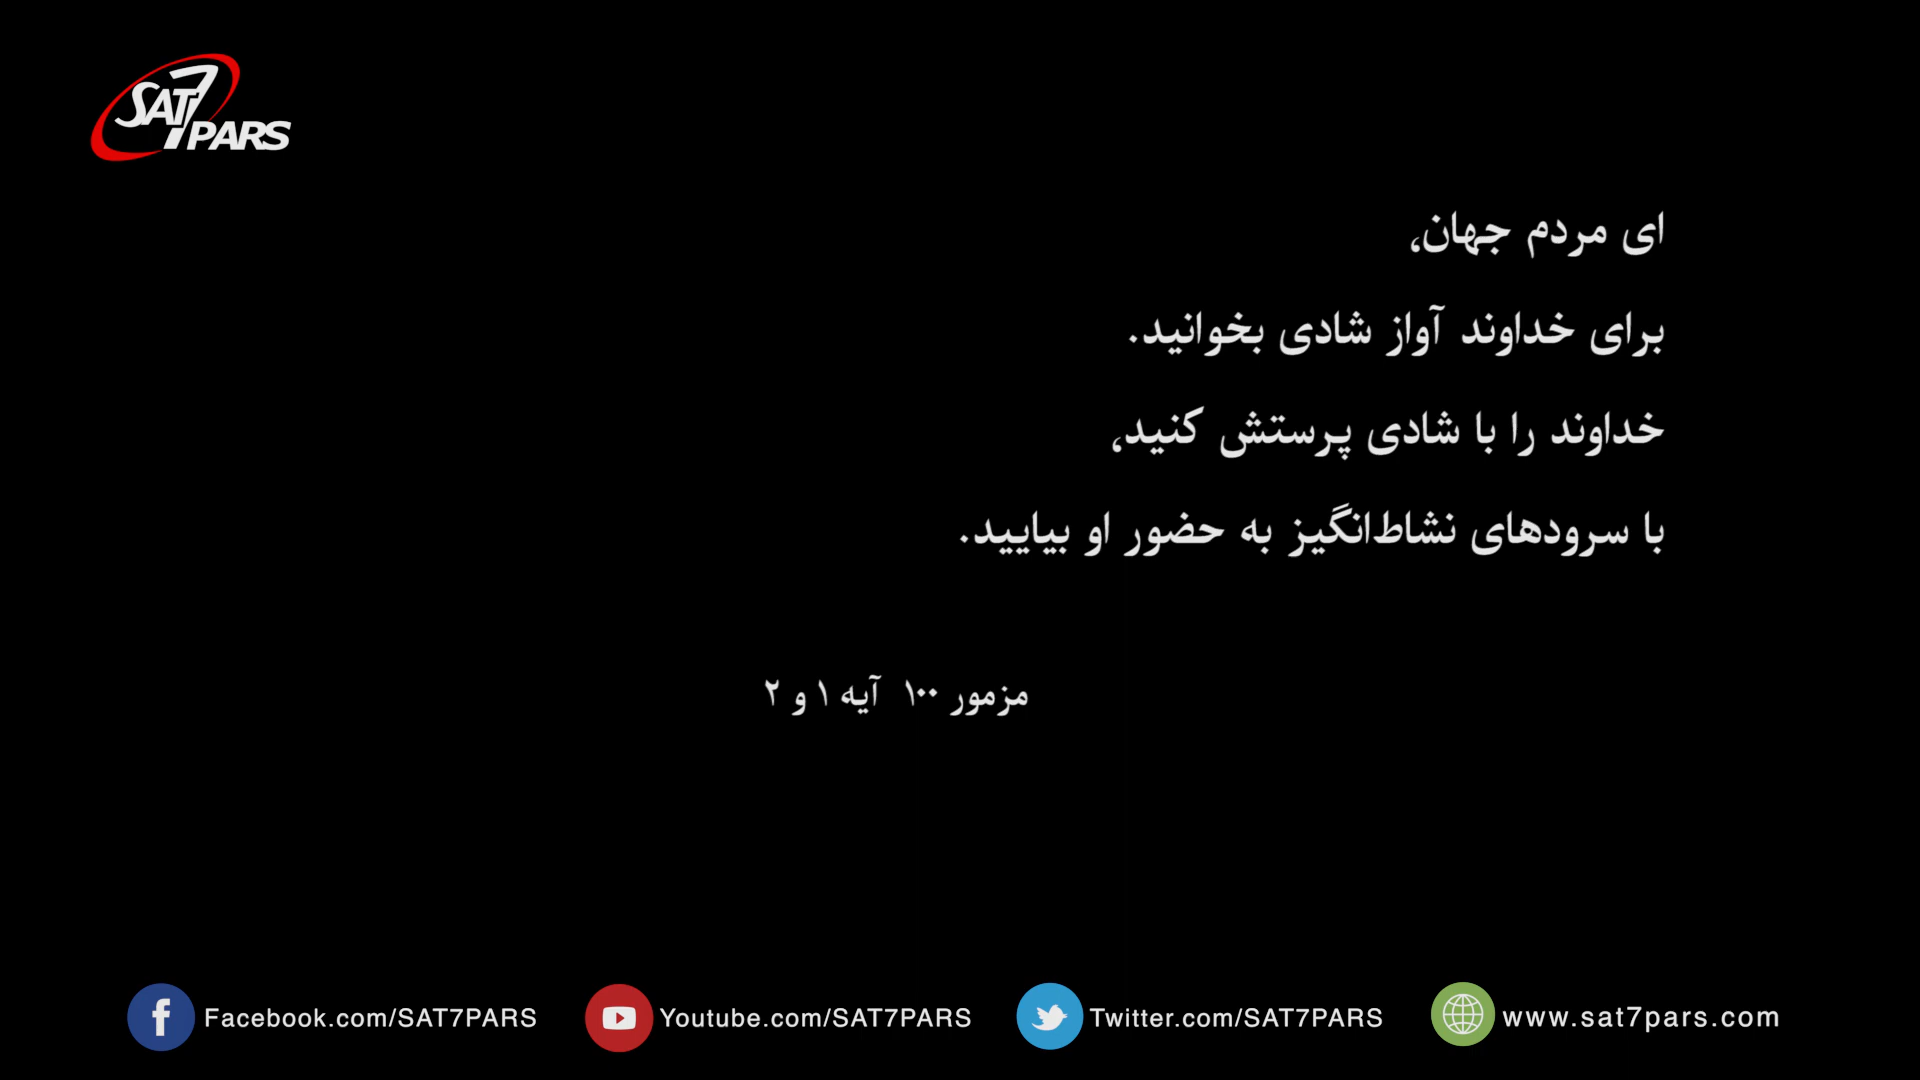 SAT7
PARS
ای مردم جهان،
برای خداوند آواز شادی بخوانید.
خداوند را با شادی پرستش کنید،
با سرودهای نشاط‌انگیز به حضور او بیایید.
مزمور ۱۰۰ آیه ۱ و ۲
Facebook.com/SAT7PARS
Youtube.com/SAT7PARS
Twitter.com/SAT7PARS
www.sat7pars.com